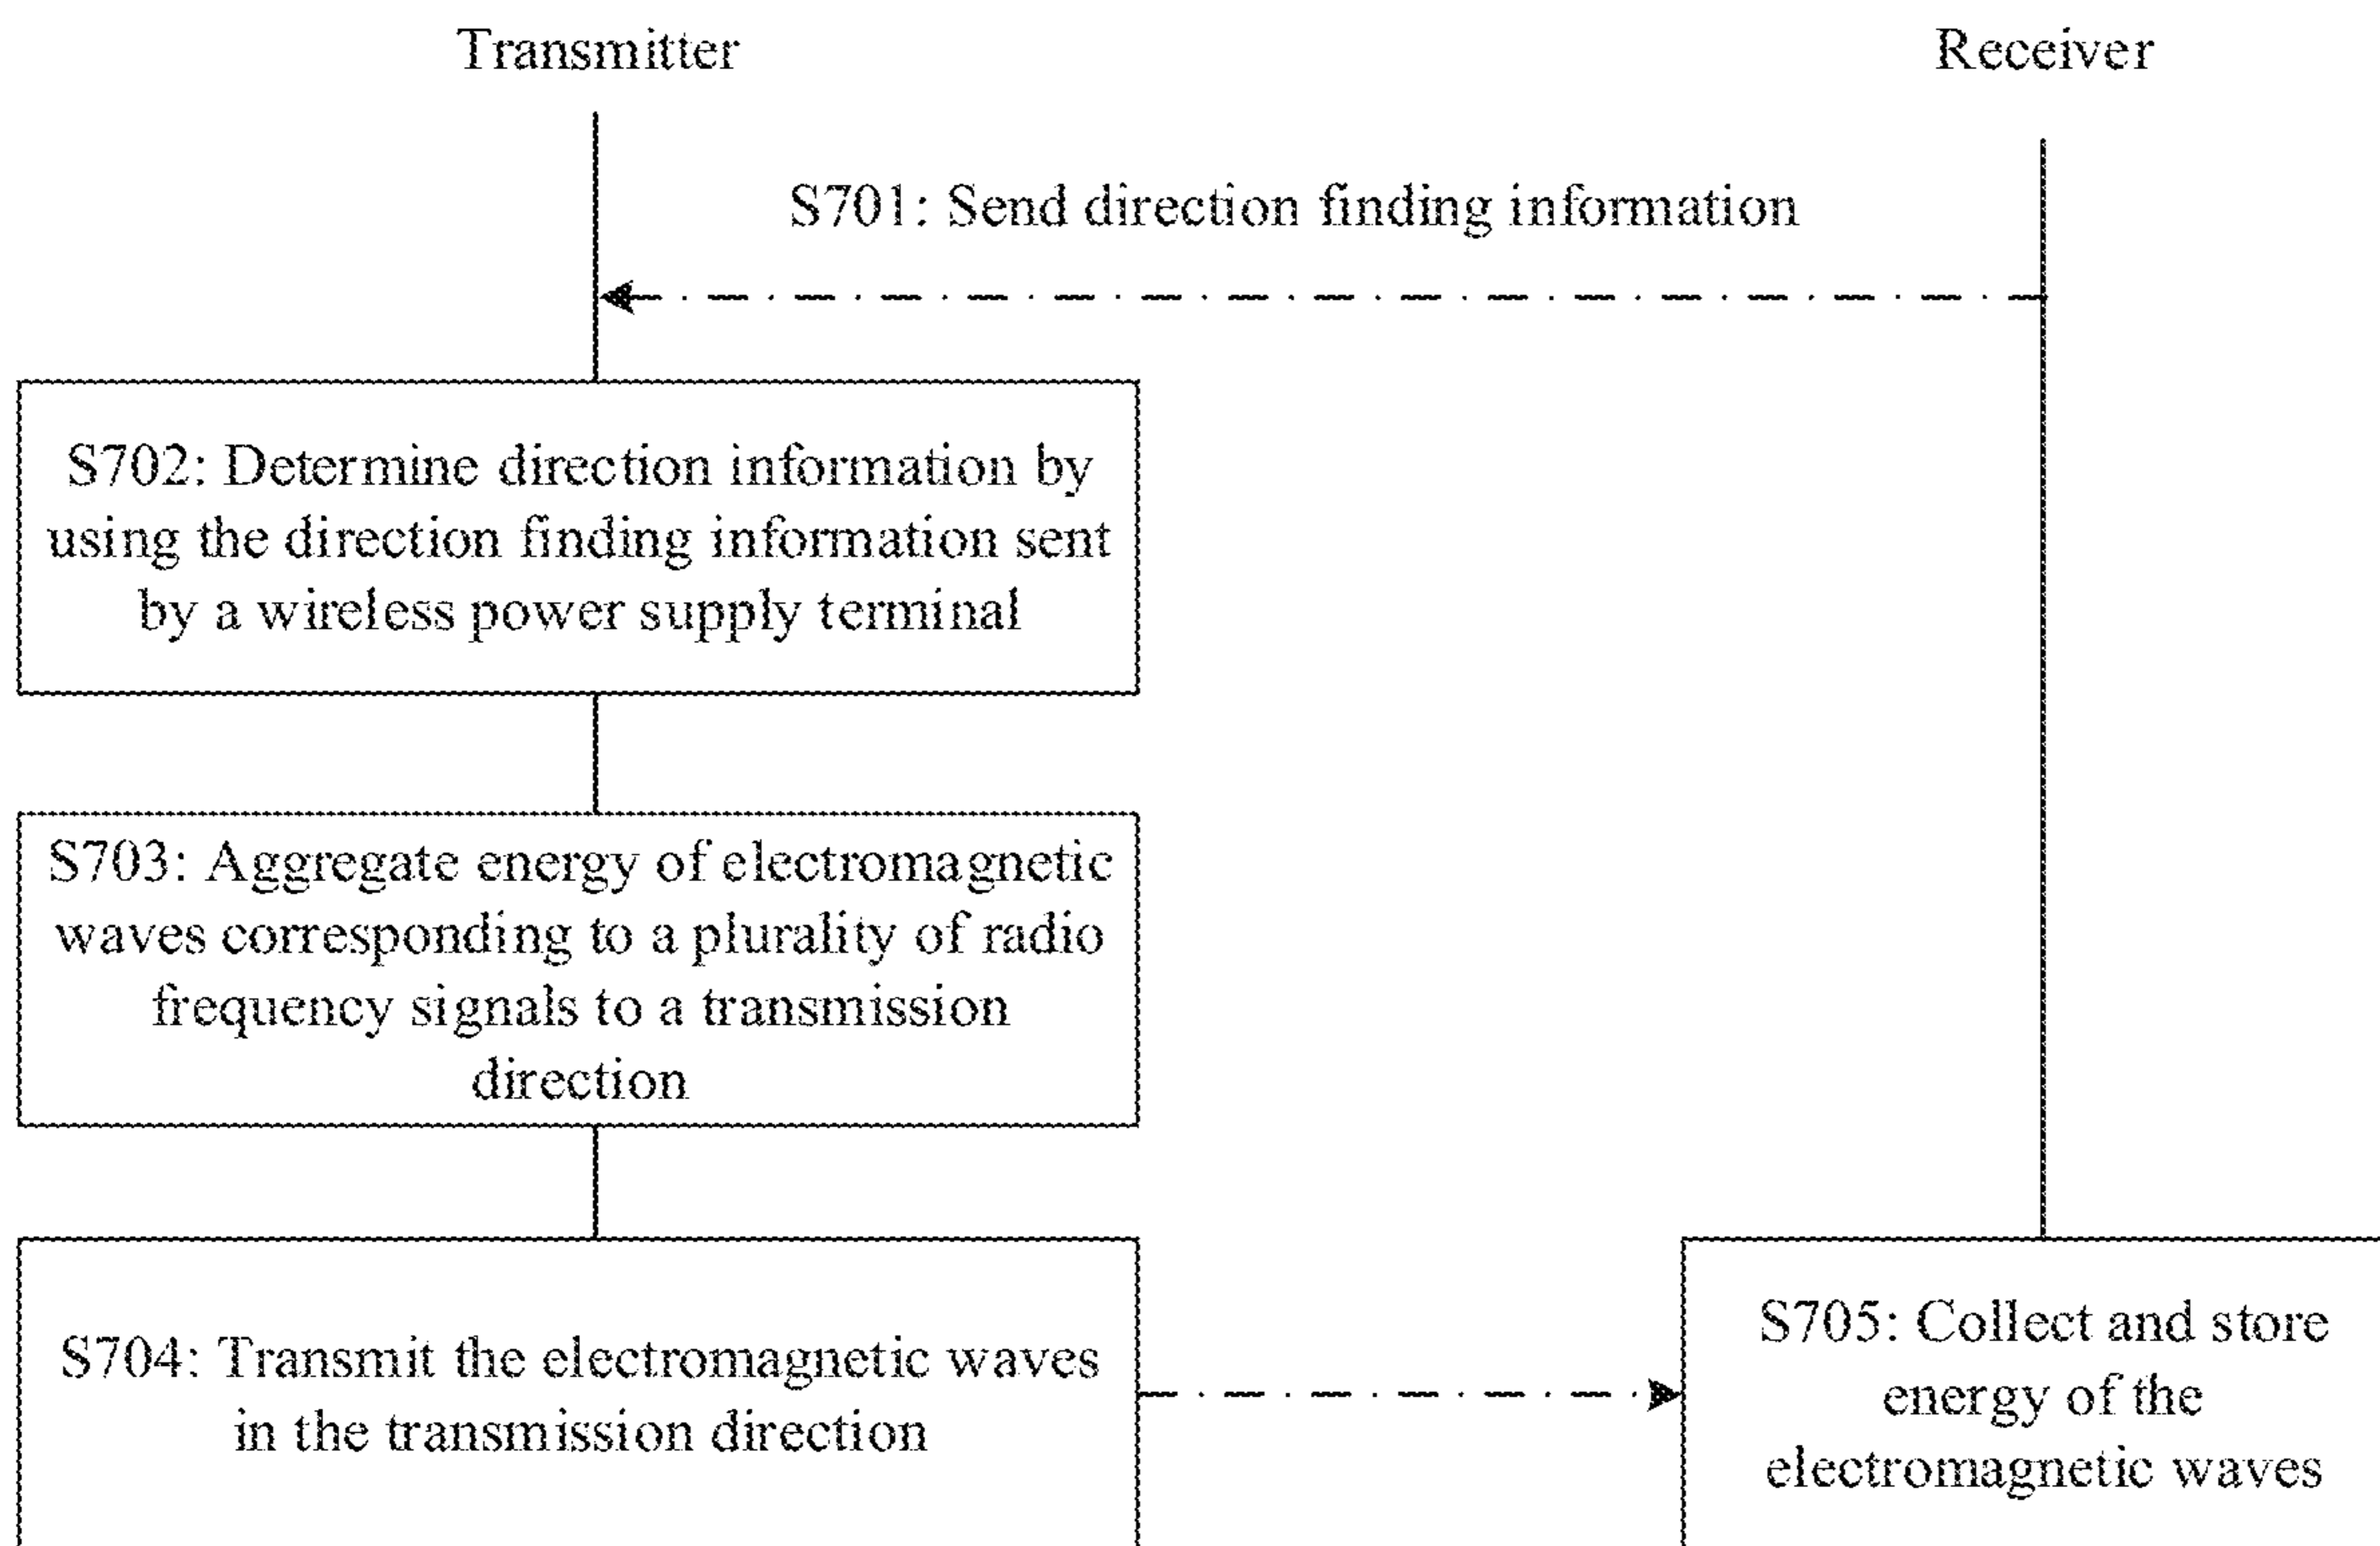 Transmitter
Receiver
S701: Send direction finding information
S702: Determine direction information by
using the direction finding information sent
by a wireless power supply terminal
S703: Aggregate energy of electromagnetic
waves corresponding to a plurality of radio
frequency signals to a transmission
direction
S704: Transmit the electromagnetic waves
in the transmission direction
S705: Collect and store
energy of the
electromagnetic waves